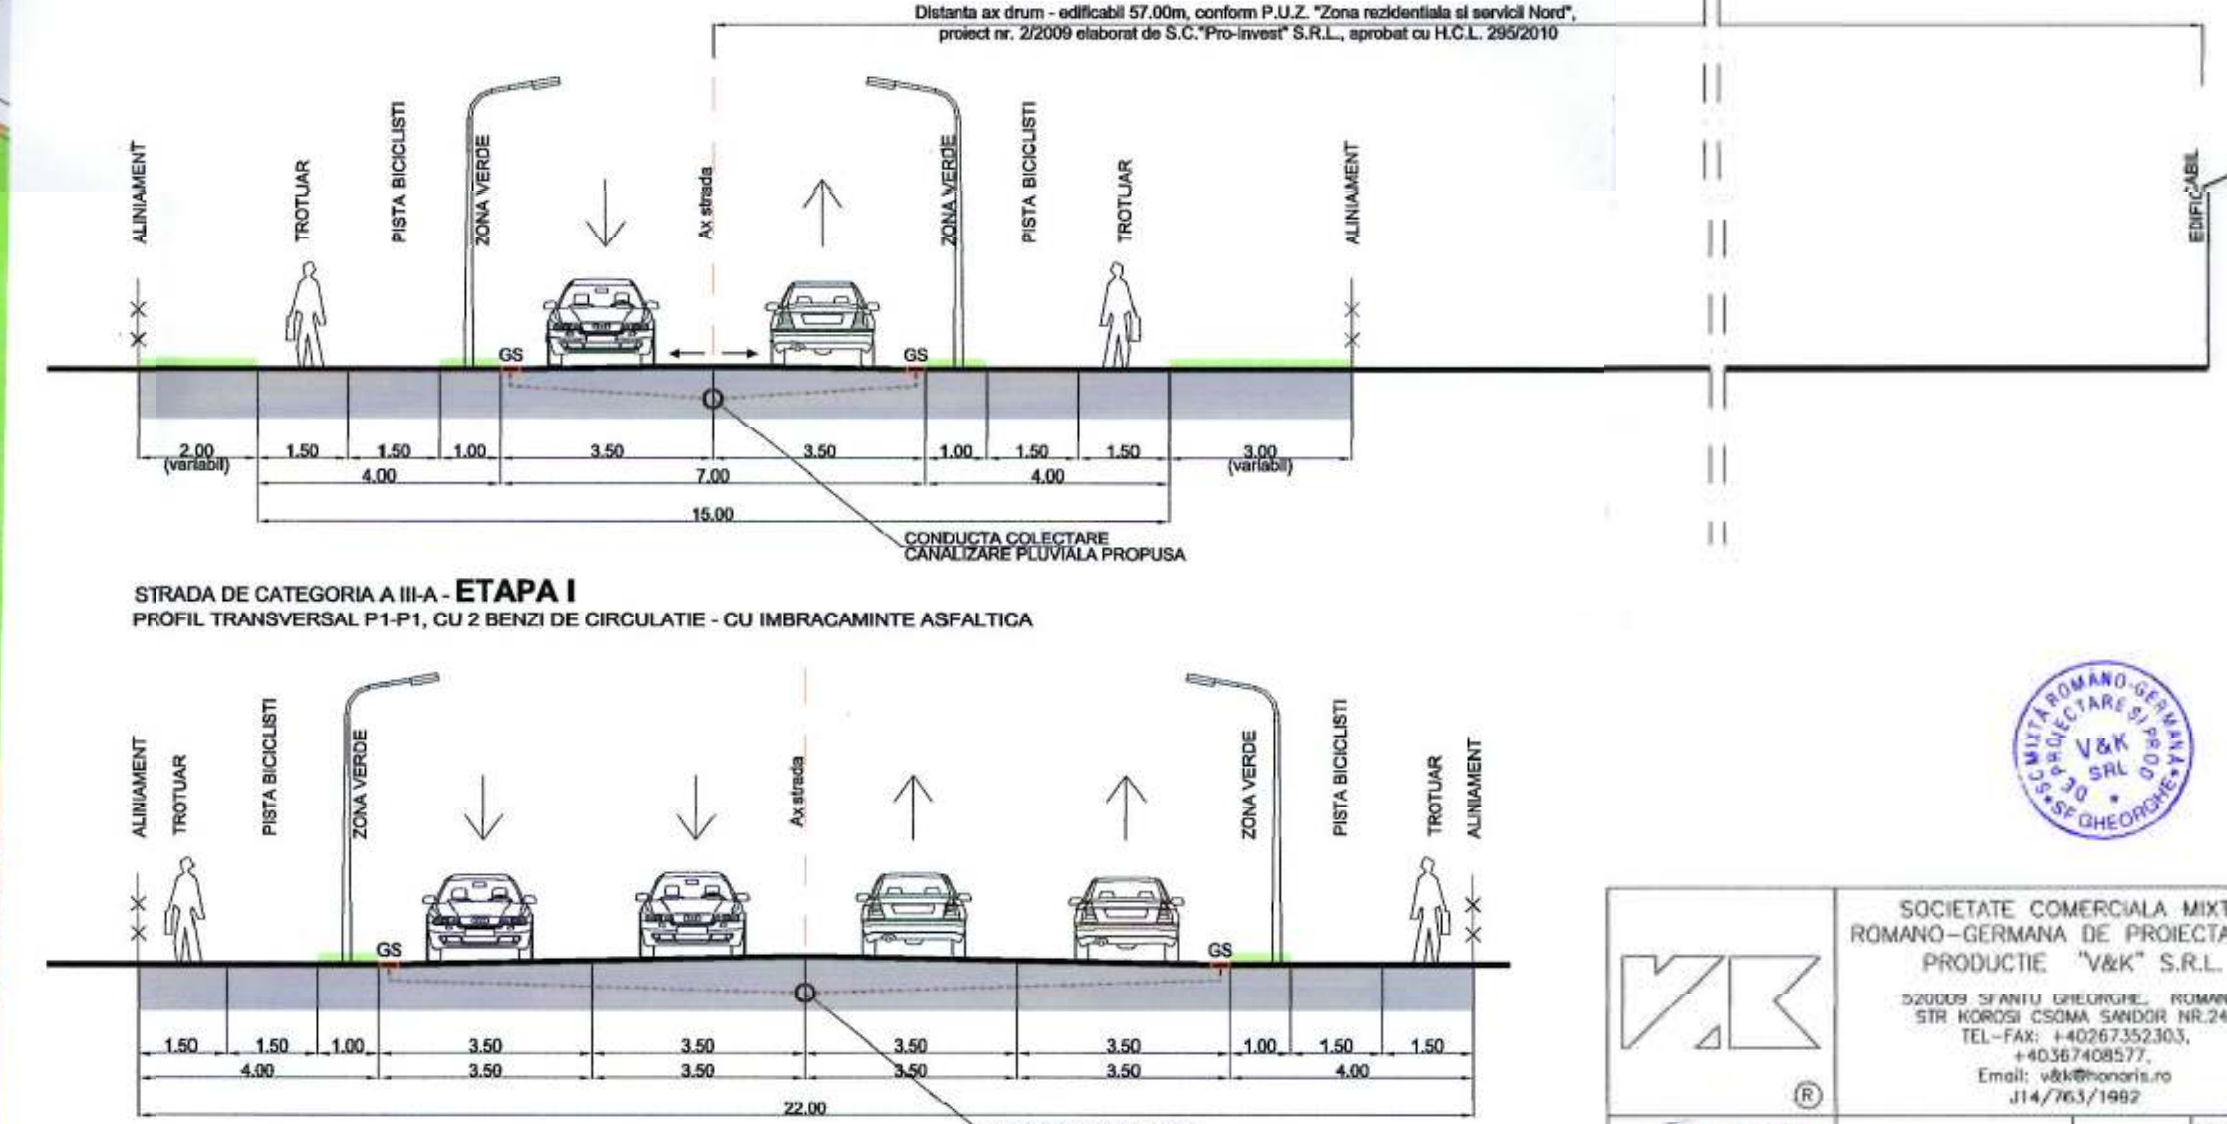 Distanta ax drum - edificabil 57.00m, conform P.U.Z. "Zona rezidentiala si servicii Nord",
proiect nr. 2/2009 elaborat de S.C."Pro-Invest" S.R.L., aprobat cu H.C.L. 295/2010
ALINIAMENT
TROTUAR
PISTA BICICLISTI
ZONA VERDE
Ax strada
ZONA VERDE
PISTA BICICLISTI
TROTUAR
ALINIAMENT
EDIFICABIL
GS
GS
2.00 1.50 1.50 1.00 3.50 3.50 1.00 1.50 1.50 3.00
(variabil) (variabil)
4.00 7.00 4.00
15.00
CONDUCTA COLECTARE
CANALIZARE PLUVIALA PROPUSA
STRADA DE CATEGORIA A III-A - ETAPA I
PROFIL TRANSVERSAL P1-P1, CU 2 BENZI DE CIRCULATIE - CU IMBRACAMINTE ASFALTICA
ALINIAMENT
TROTUAR
PISTA BICICLISTI
ZONA VERDE
Ax strada
ZONA VERDE
PISTA BICICLISTI
TROTUAR
ALINIAMENT
GS
GS
1.50 1.50 1.00 3.50 3.50 3.50 3.50 1.00 1.50 1.50
4.00 3.50 3.50 3.50 3.50 4.00
22.00
SC MIXTĂ ROMÂNO-GERMANA
SF GHEORGHE
DE PROIECTARE ȘI PROD
V&K
SRL
SOCIETATE COMERCIALA MIXT
ROMANO-GERMANA DE PROIECTA
PRODUCTIE "V&K" S.R.L.
520009 SFANTU GHEORGHE, ROMAN
STR KOROSI CSOMA SANDOR NR.24
TEL-FAX: +40267352303,
+40367408577,
Email: v&k@honoris.ro
J14/763/1992
VK
®